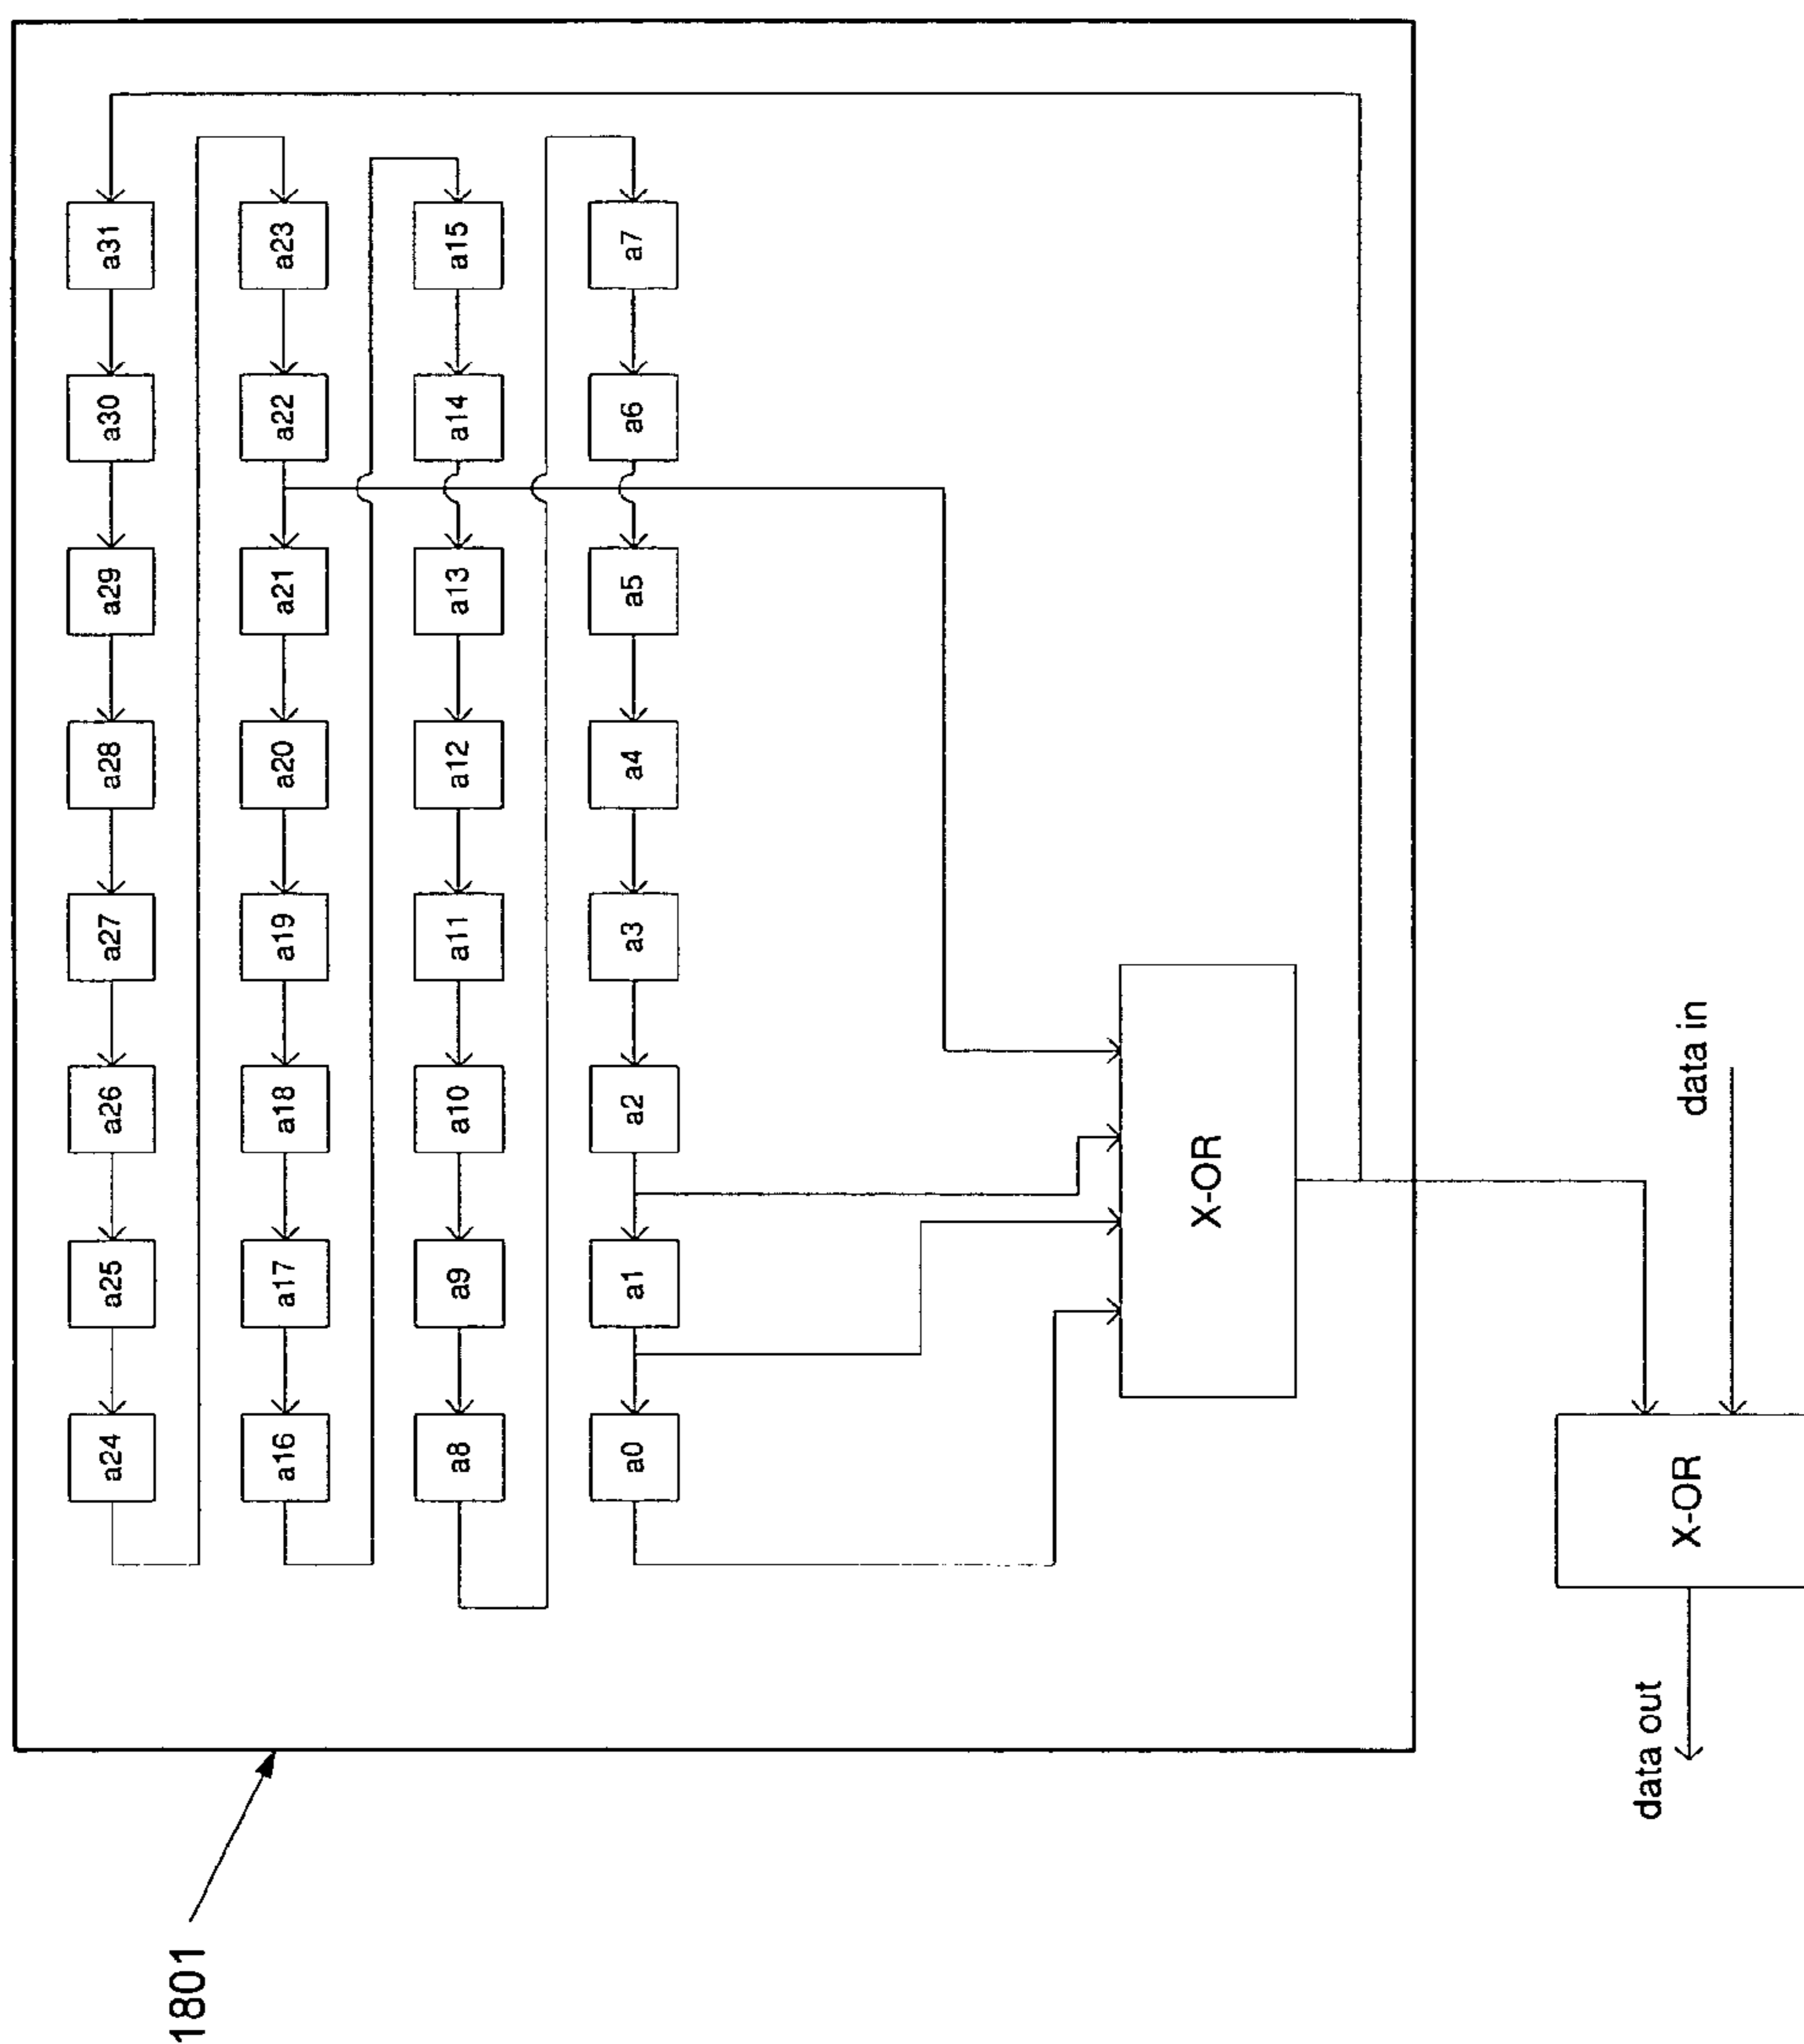 a24 a25 a26 a27 a28 a29 a30 a31
1801
a16 a17 a18 a19 a20 a21 a22 a23
a8 a9 a10 a11 a12 a13 a14 a15
a0 a1 a2 a3 a4 a5 a6 a7
X-OR
data out
X-OR
data in